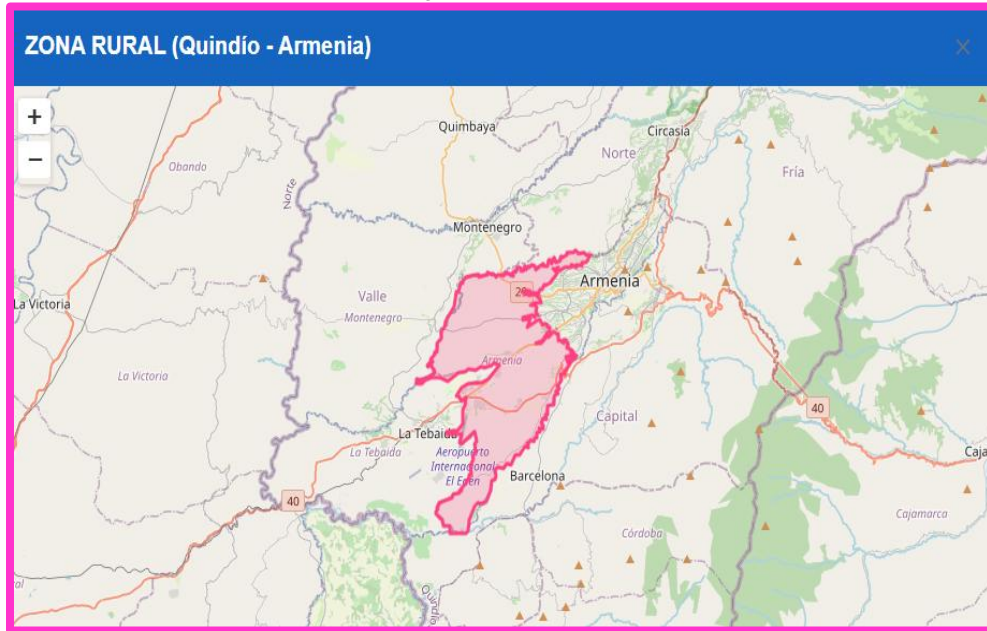 ZONA RURAL (Quindío - Armenia)
×
+
−
Quimbaya
Circasia
Norte
Obando
Norte
Fría
Montenegro
Armenia
29
La Victoria
Valle
Montenegro
Armenia
La Victoria
Capital
40
La Tebaida
La Tebaida
Aeropuerto
Internacional
El Edén
Barcelona
Caja
40
Cajamarca
Córdoba
Quindío